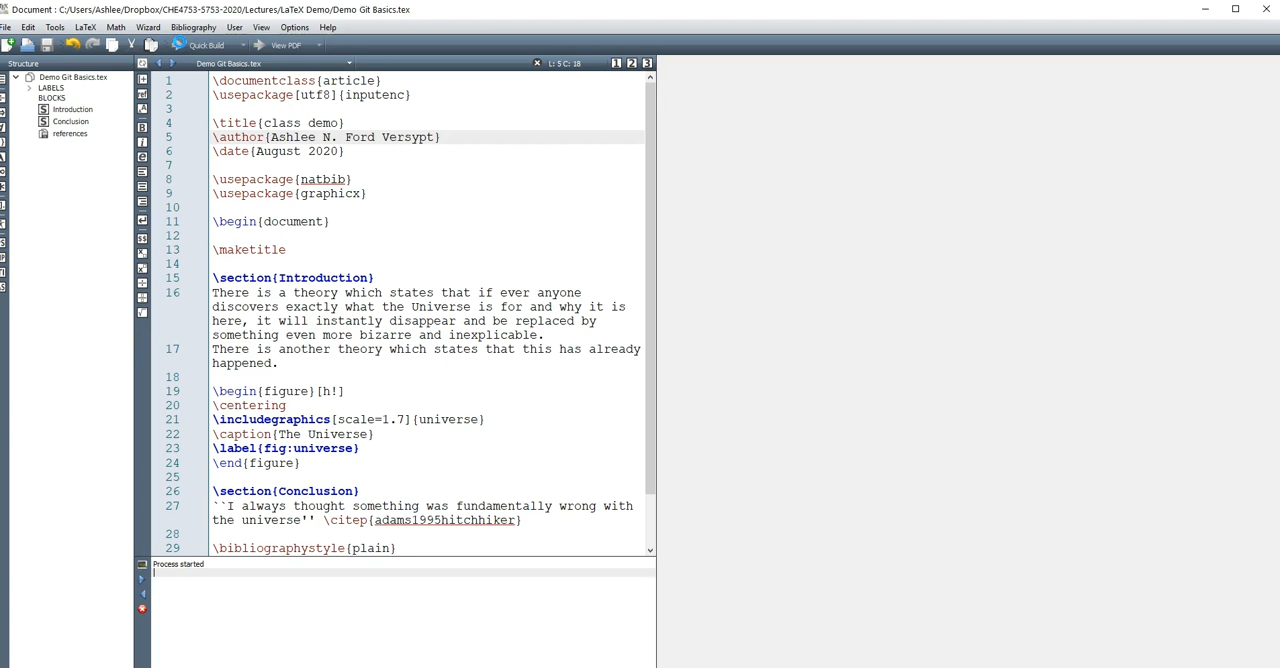 Document : C:/Users/Ashlee/Dropbox/CHE4753-5753-2020/Lectures/LaTeX Demo/Demo Git Basics.tex
File Edit Tools LaTeX Math Wizard Bibliography User View Options Help
Quick Build View PDF
Structure
Demo Git Basics.tex L: 5 C: 18 1 2 3
Demo Git Basics.tex
LABELS
BLOCKS
Introduction
Conclusion
references
1 \documentclass{article}
2 \usepackage[utf8]{inputenc}
3
4 \title{class demo}
5 \author{Ashlee N. Ford Versypt}
6 \date{August 2020}
7
8 \usepackage{natbib}
9 \usepackage{graphicx}
10
11 \begin{document}
12
13 \maketitle
14
15 \section{Introduction}
16 There is a theory which states that if ever anyone
discovers exactly what the Universe is for and why it is
here, it will instantly disappear and be replaced by
something even more bizarre and inexplicable.
17 There is another theory which states that this has already
happened.
18
19 \begin{figure}[h!]
20 \centering
21 \includegraphics[scale=1.7]{universe}
22 \caption{The Universe}
23 \label{fig:universe}
24 \end{figure}
25
26 \section{Conclusion}
27 ``I always thought something was fundamentally wrong with
the universe'' \citep{adams1995hitchhiker}
28
29 \bibliographystyle{plain}
Process started